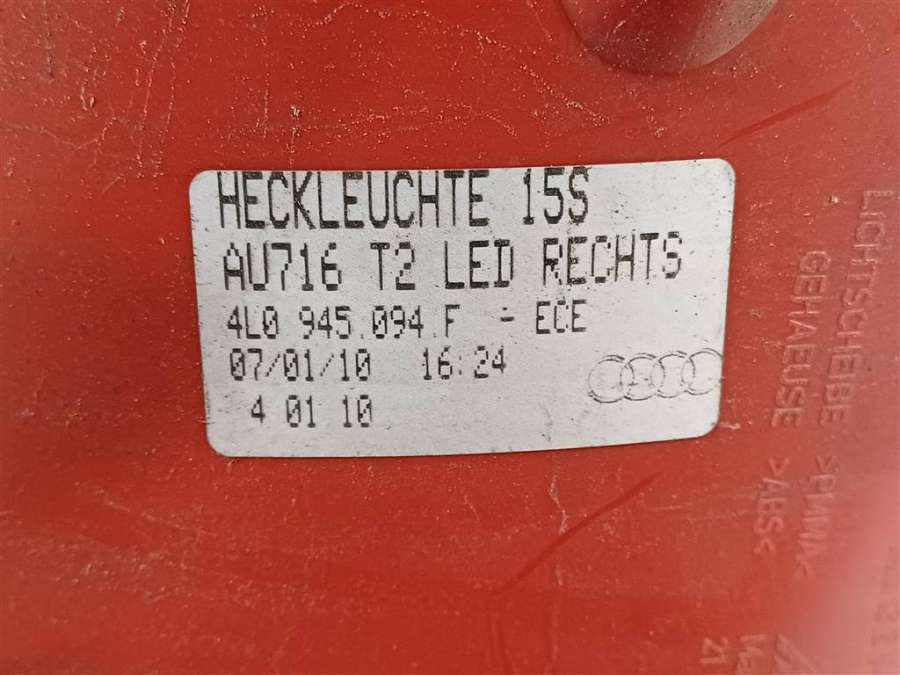 HECKLEUCHTE 15S
AU716 T2 LED RECHTS
4L0 945.094.F - ECE
07/01/10 16:24
4 01 10
LICHTSCHEIBE >PMMA<
GEHAEUSE >ABS<
21